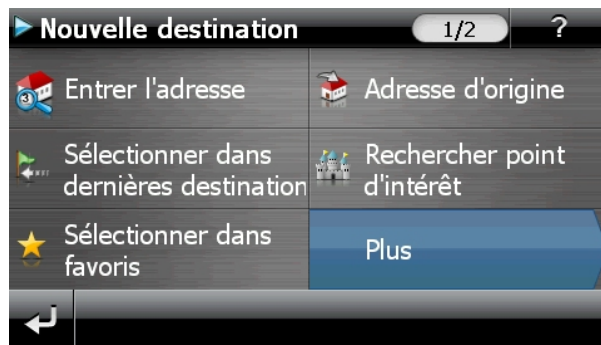 Nouvelle destination
1/2
?
Entrer l'adresse
Adresse d'origine
Sélectionner dans
dernières destination
Rechercher point
d'intérêt
Sélectionner dans
favoris
Plus